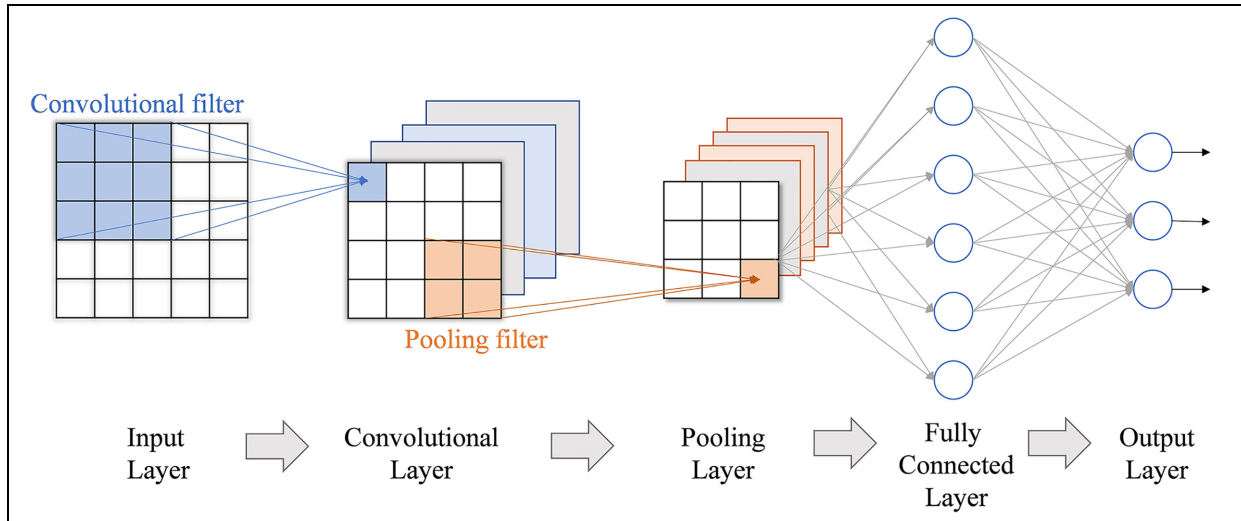 Convolutional filter
Pooling filter
Input
Layer
Convolutional
Layer
Pooling
Layer
Fully
Connected
Layer
Output
Layer